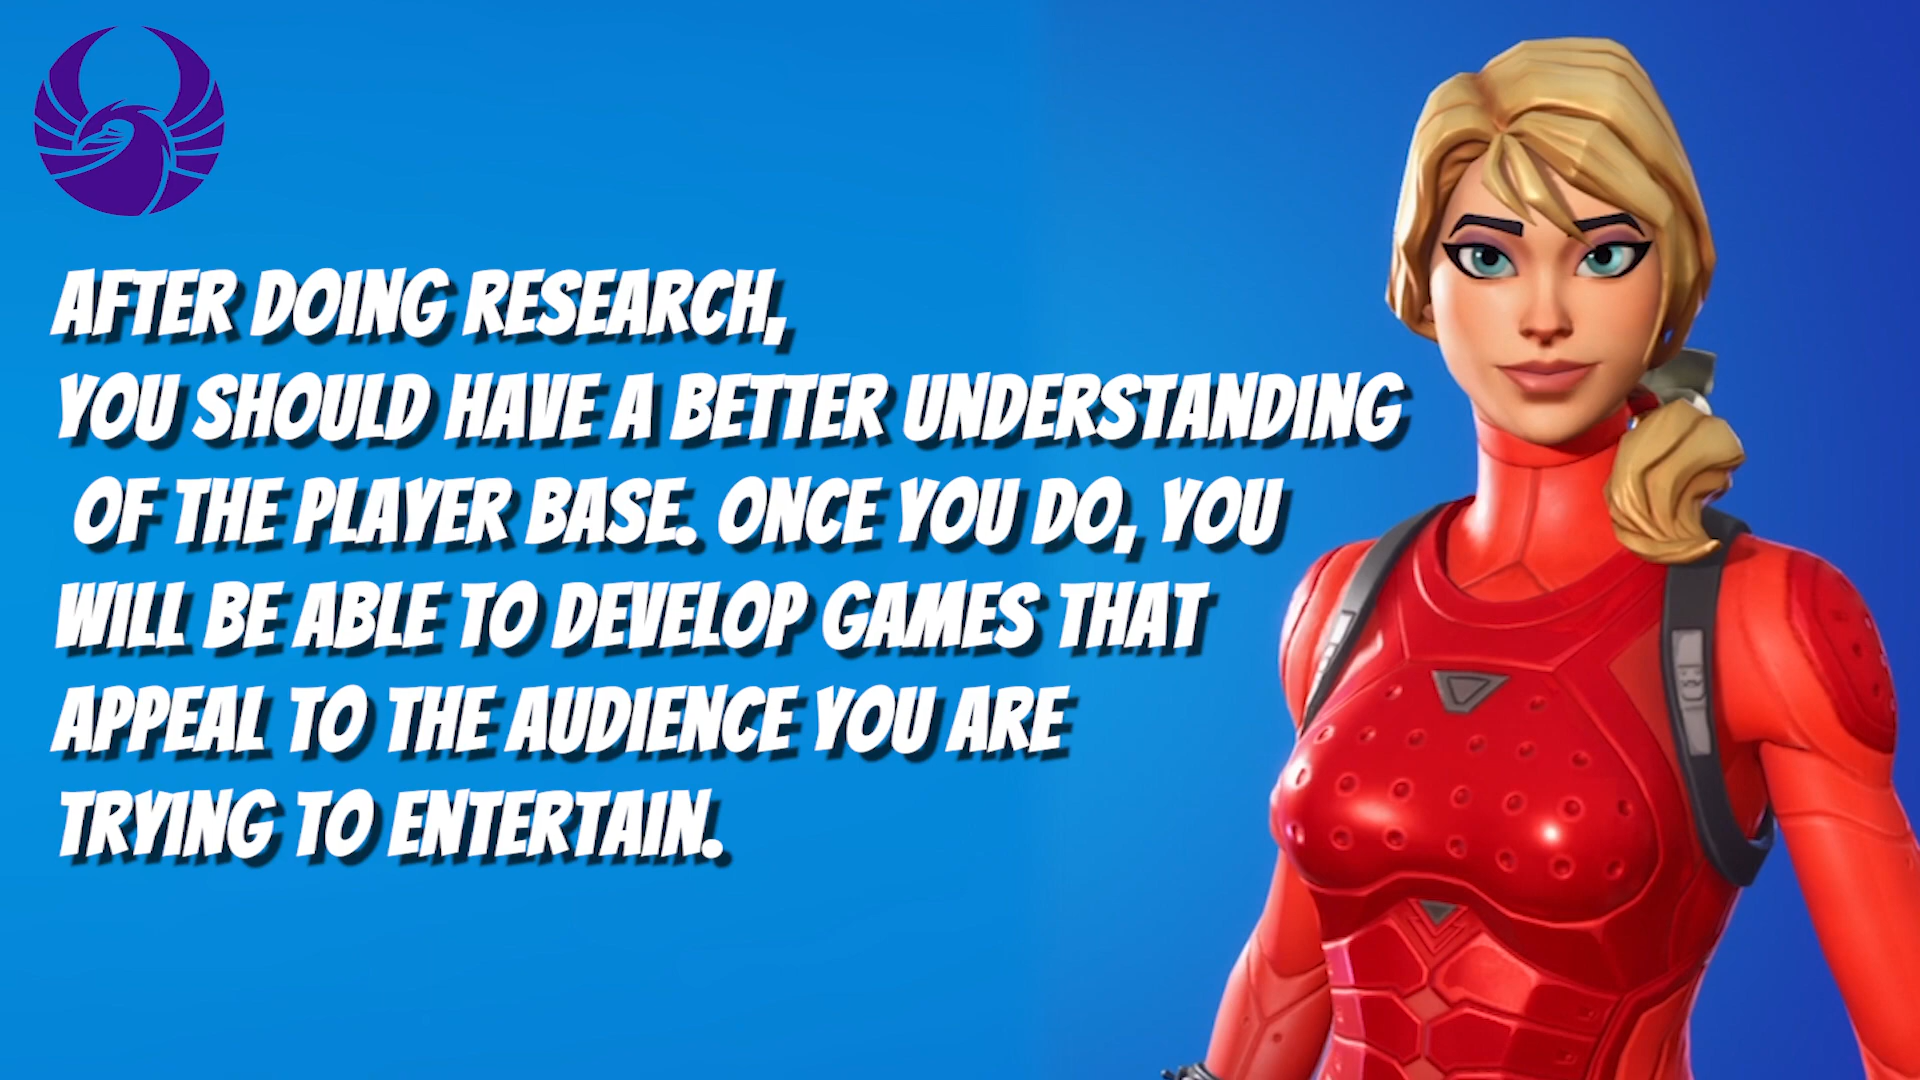 AFTER DOING RESEARCH,
YOU SHOULD HAVE A BETTER UNDERSTANDING
OF THE PLAYER BASE. ONCE YOU DO, YOU
WILL BE ABLE TO DEVELOP GAMES THAT
APPEAL TO THE AUDIENCE YOU ARE
TRYING TO ENTERTAIN.